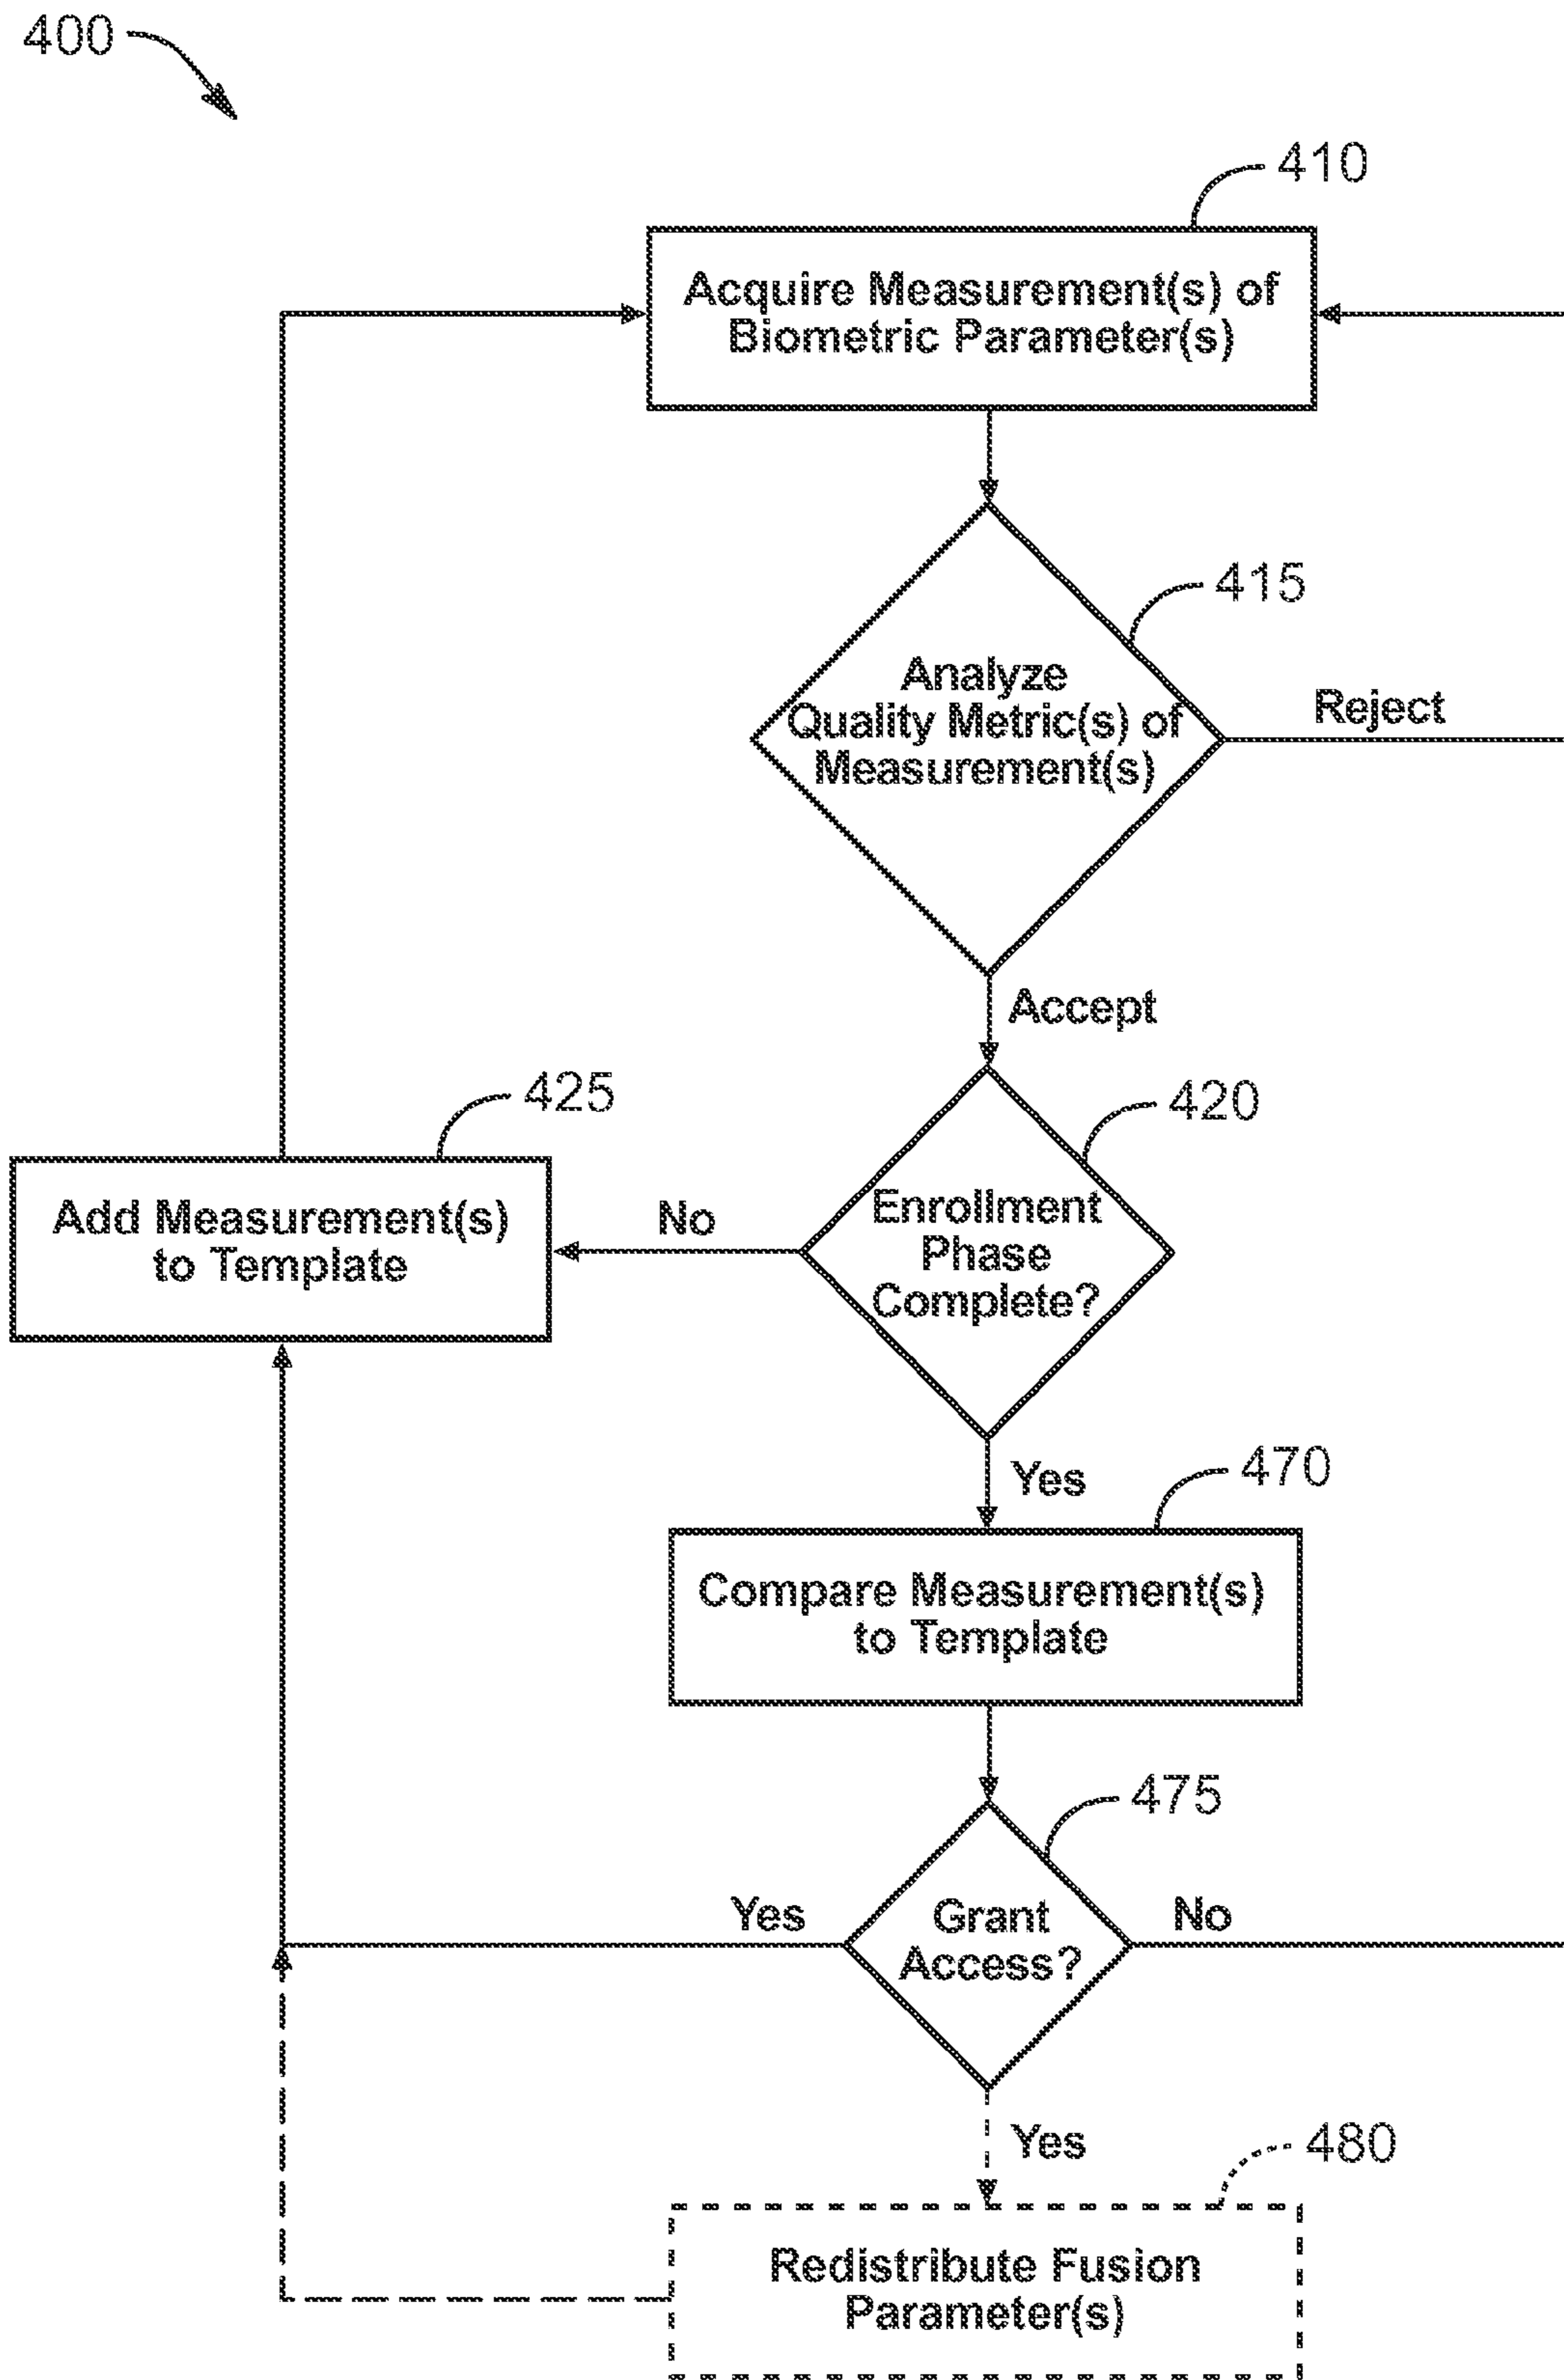 400
410
Acquire Measurement(s) of
Biometric Parameter(s)
415
Analyze
Quality Metric(s) of
Measurement(s)
Reject
Accept
425
420
Add Measurement(s)
to Template
No
Enrollment
Phase
Complete?
Yes
470
Compare Measurement(s)
to Template
475
Yes
Grant
Access?
No
Yes
480
Redistribute Fusion
Parameter(s)